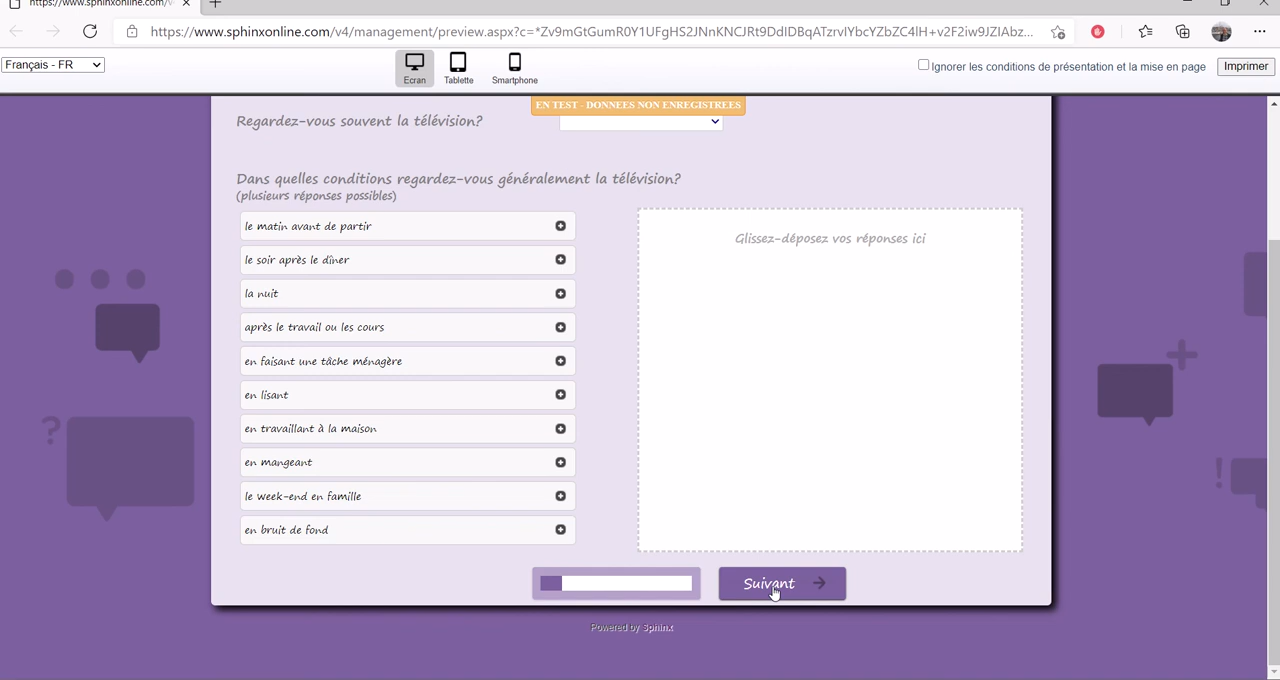 https://www.sphinxonline.com/v
https://www.sphinxonline.com/v4/management/preview.aspx?c=*Zv9mGtGumR0Y1UFgHS2JNnKNCJRt9DdlDBqATzrvIYbcYZbZC4lH+v2F2iw9JZIAbz...
Français - FR
Ecran
Tablette
Smartphone
Ignorer les conditions de présentation et la mise en page
Imprimer
EN TEST - DONNEES NON ENREGISTREES
Regardez-vous souvent la télévision?
Dans quelles conditions regardez-vous généralement la télévision?
(plusieurs réponses possibles)
le matin avant de partir
le soir après le dîner
la nuit
après le travail ou les cours
en faisant une tâche ménagère
en lisant
en travaillant à la maison
en mangeant
le week-end en famille
en bruit de fond
Glissez-déposez vos réponses ici
Suivant
Powered by Sphinx